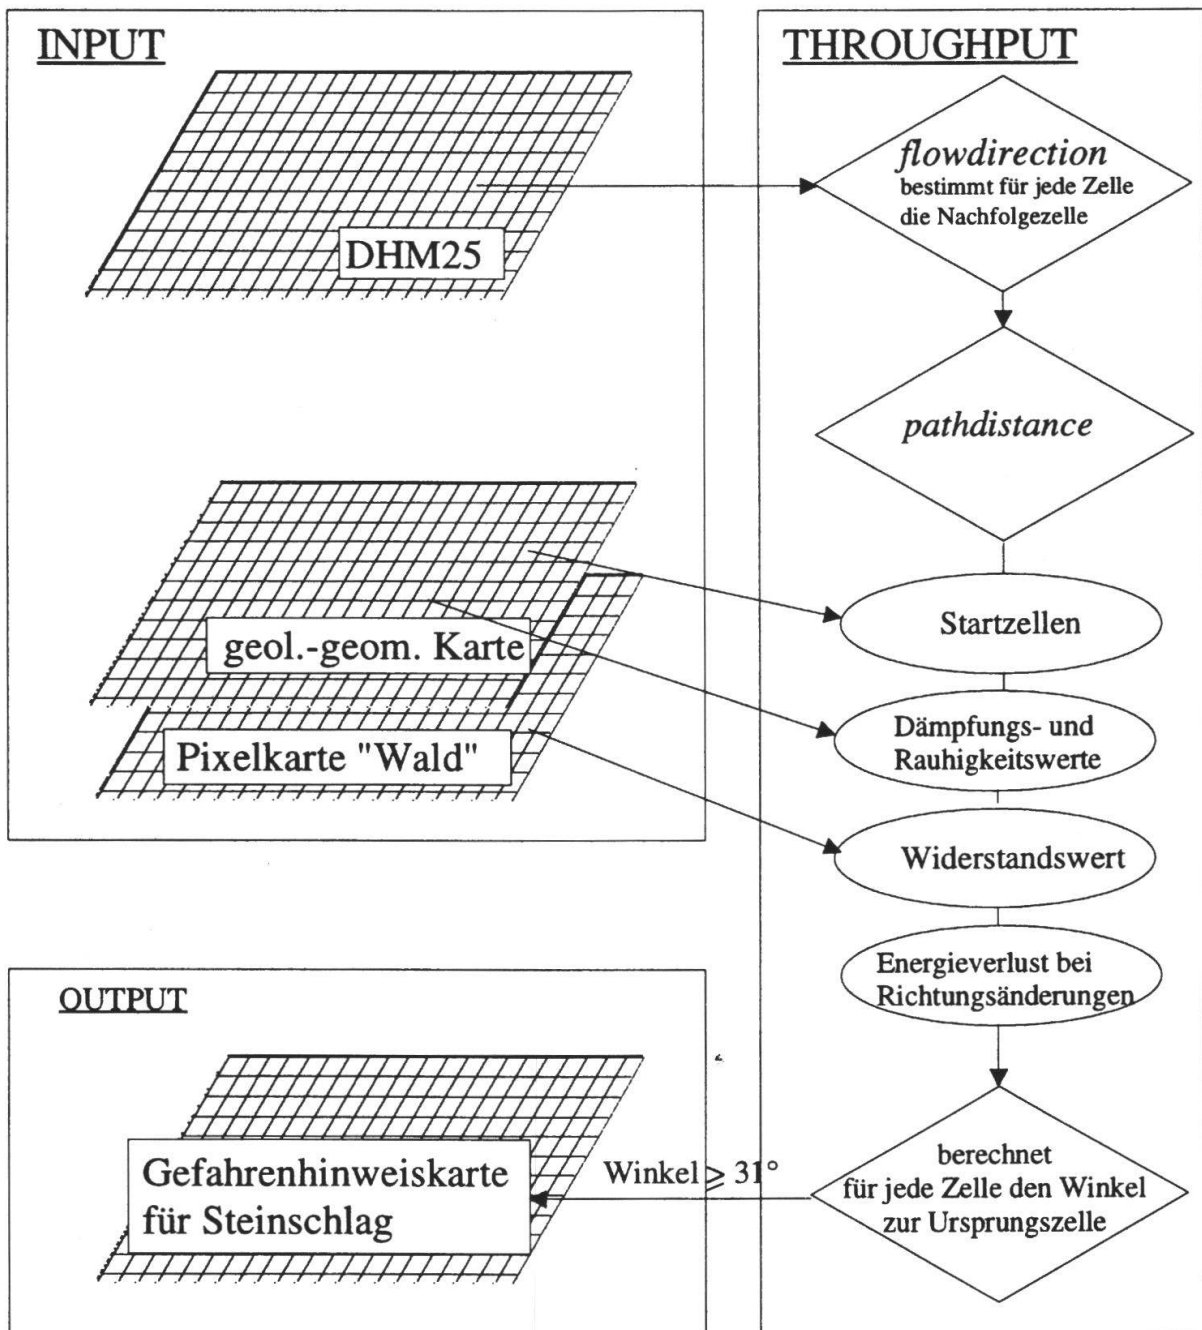 INPUT
DHM25
geol.-geom. Karte
Pixelkarte "Wald"
THROUGHPUT
flowdirection
bestimmt für jede Zelle
die Nachfolgezelle
pathdistance
Startzellen
Dämpfungs- und
Rauhigkeitswerte
Widerstandswert
Energieverlust bei
Richtungsänderungen
berechnet
für jede Zelle den Winkel
zur Ursprungszelle
Winkel ≥ 31°
OUTPUT
Gefahrenhinweiskarte
für Steinschlag